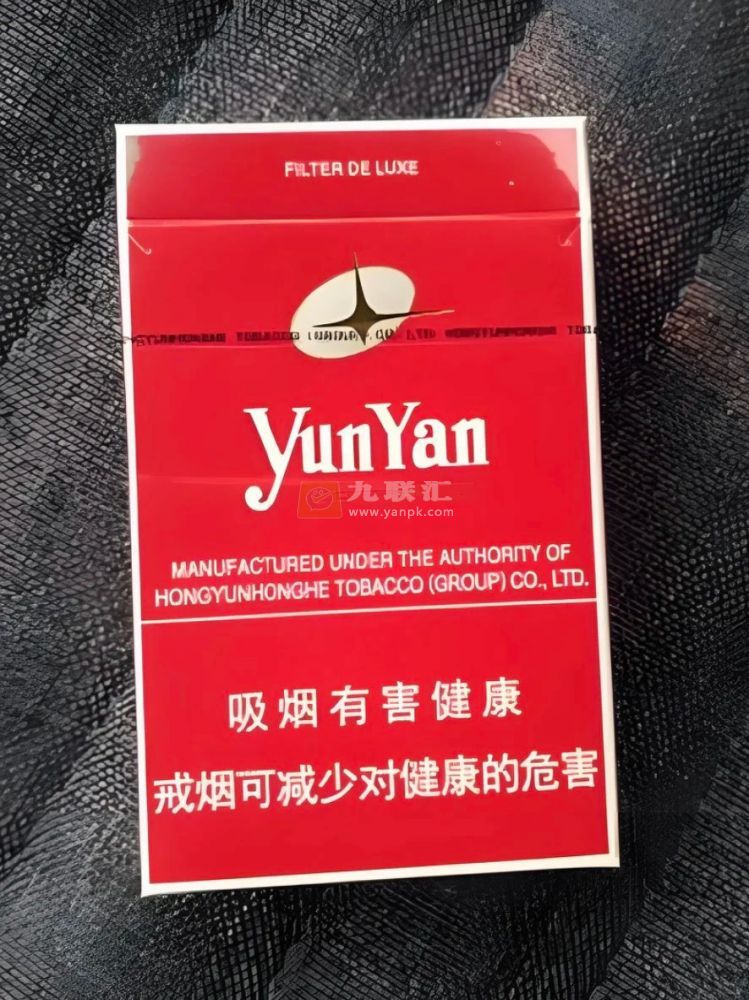 FILTER DE LUXE
YunYan
九联汇
www.yanpk.com
MANUFACTURED UNDER THE AUTHORITY OF
HONGYUNHONGHE TOBACCO (GROUP) CO., LTD.
吸烟有害健康
戒烟可减少对健康的危害